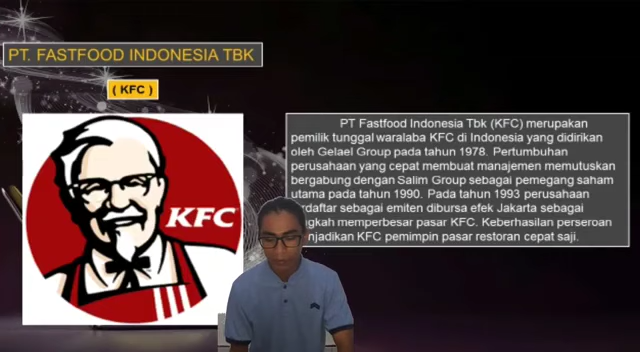 PT. FASTFOOD INDONESIA TBK
( KFC )
KFC
PT Fastfood Indonesia Tbk (KFC) merupakan
pemilik tunggal waralaba KFC di Indonesia yang didirikan
oleh Gelael Group pada tahun 1978. Pertumbuhan
perusahaan yang cepat membuat manajemen memutuskan
bergabung dengan Salim Group sebagai pemegang saham
utama pada tahun 1990. Pada tahun 1993 perusahaan
sebagai emiten dibursa efek Jakarta sebagai
memperbesar pasar KFC. Keberhasilan perseroan
KFC pemimpin pasar restoran cepat saji.